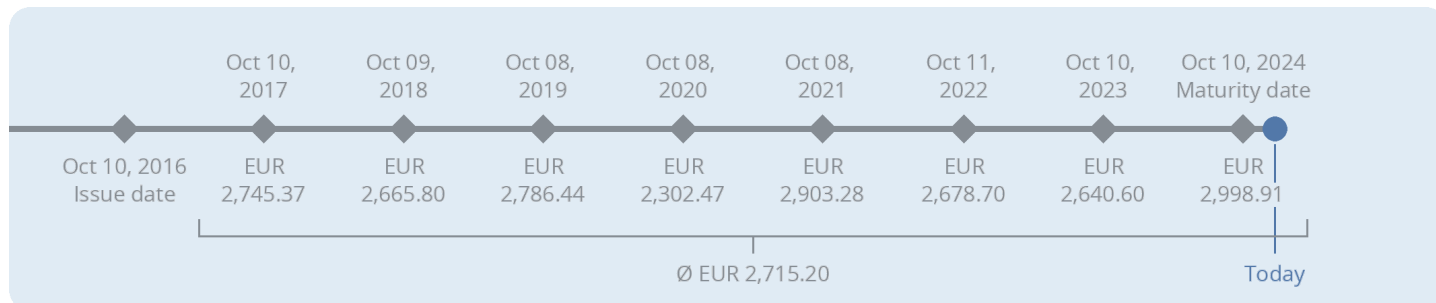 Oct 10,
2017
Oct 09,
2018
Oct 08,
2019
Oct 08,
2020
Oct 08,
2021
Oct 11,
2022
Oct 10,
2023
Oct 10, 2024
Maturity date
Oct 10, 2016
Issue date
EUR
2,745.37
EUR
2,665.80
EUR
2,786.44
EUR
2,302.47
EUR
2,903.28
EUR
2,678.70
EUR
2,640.60
EUR
2,998.91
Ø EUR 2,715.20
Today